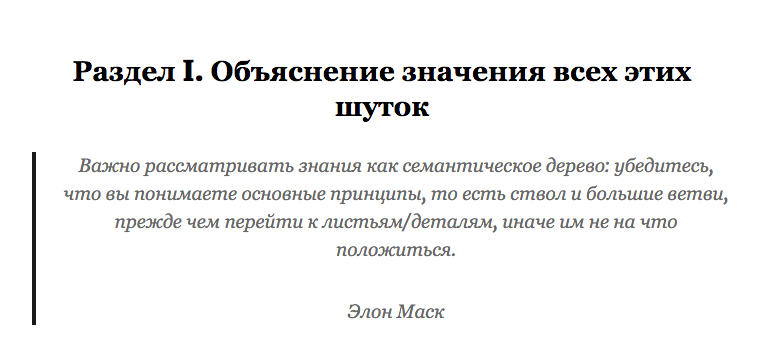 Раздел I. Объяснение значения всех этих
шуток
Важно рассматривать знания как семантическое дерево: убедитесь,
что вы понимаете основные принципы, то есть ствол и большие ветви,
прежде чем перейти к листьям/деталям, иначе им не на что
положиться.
Элон Маск